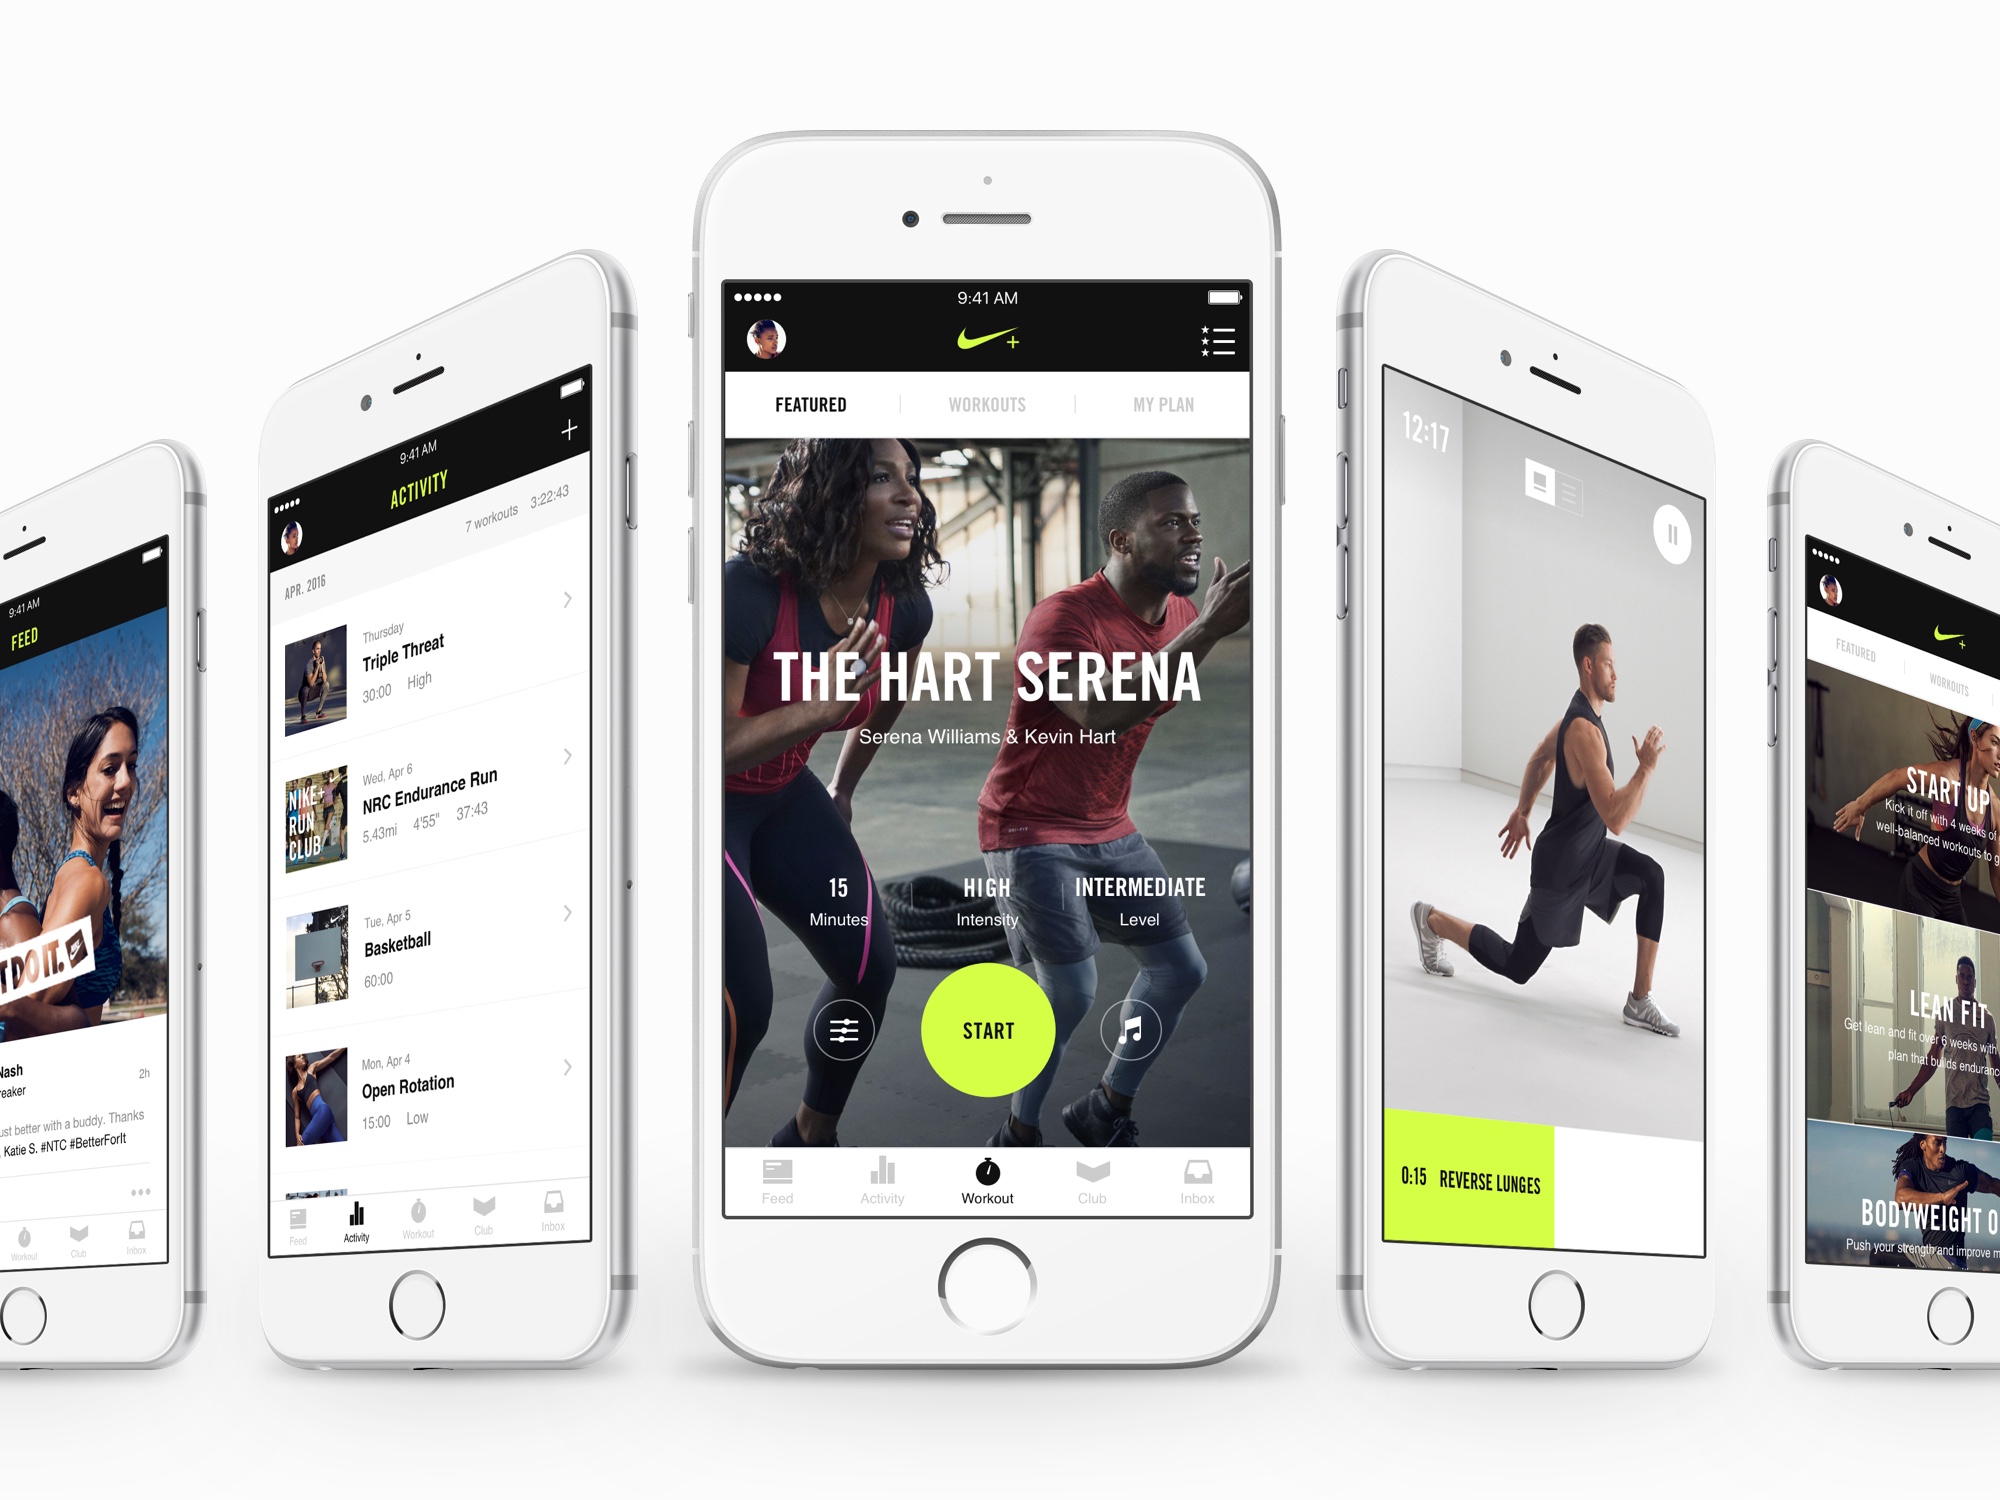 9:41 AM
FEED
T DO IT.
Nash
2h
reaker
ust better with a buddy. Thanks
, Katie S. #NTC #BetterForIt
Workout
Club
Inbox
9:41 AM
ACTIVITY
7 workouts 3:22:43
APR. 2016
Thursday
Triple Threat
30:00 High
NIKE+
RUN
CLUB
Wed, Apr 6
NRC Endurance Run
5.43mi 4'55" 37:43
Tue, Apr 5
Basketball
60:00
Mon, Apr 4
Open Rotation
15:00 Low
Feed
Activity
Workout
Club
Inbox
9:41 AM
FEATURED
WORKOUTS
MY PLAN
THE HART SERENA
Serena Williams & Kevin Hart
15
Minutes
HIGH
Intensity
INTERMEDIATE
Level
START
Feed
Activity
Workout
Club
Inbox
12:17
0:15 REVERSE LUNGES
FEATURED
WORKOUTS
START UP
Kick it off with 4 weeks of
well-balanced workouts to g
LEAN FIT
Get lean and fit over 6 weeks with
plan that builds enduranc
BODYWEIGHT O
Push your strength and improve m